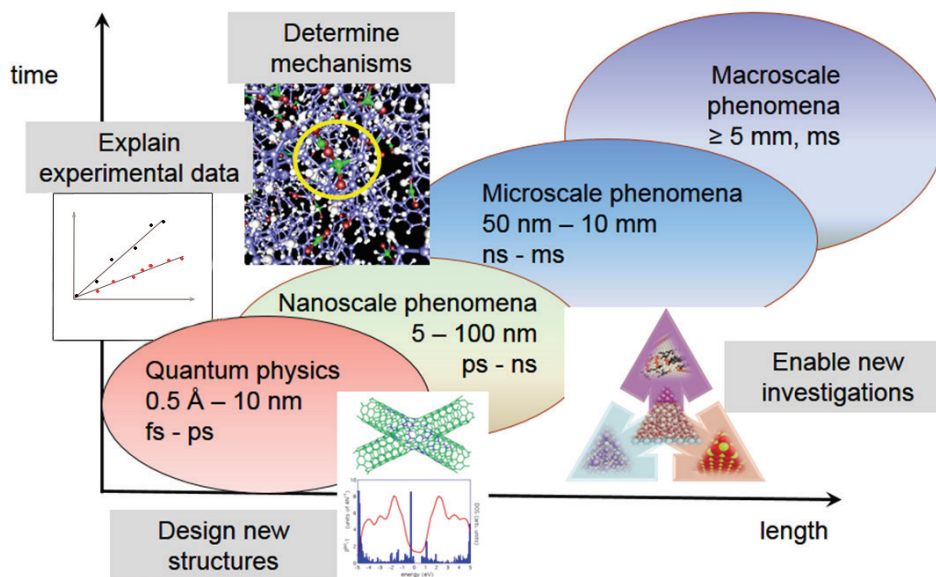 time
Determine
mechanisms
Macroscale
phenomena
≥ 5 mm, ms
Explain
experimental data
Microscale phenomena
50 nm – 10 mm
ns - ms
Nanoscale phenomena
5 – 100 nm
ps - ns
Quantum physics
0.5 Å – 10 nm
fs - ps
Enable new
investigations
Design new
structures
energy (eV)
length